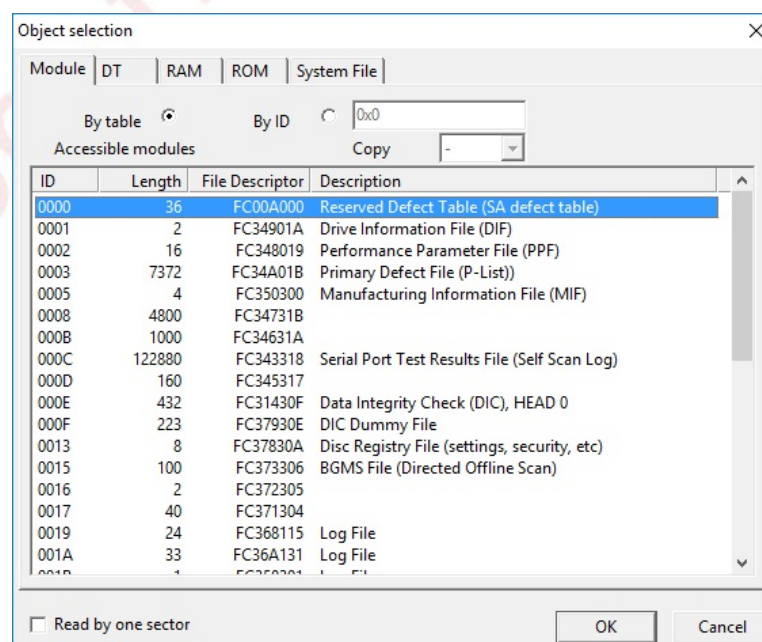 Object selection
Module DT RAM ROM System File
By table By ID 0x0
Accessible modules Copy -
ID Length File Descriptor Description
0000 36 FC00A000 Reserved Defect Table (SA defect table)
0001 2 FC34901A Drive Information File (DIF)
0002 16 FC348019 Performance Parameter File (PPF)
0003 7372 FC34A01B Primary Defect File (P-List))
0005 4 FC350300 Manufacturing Information File (MIF)
0008 4800 FC34731B
000B 1000 FC34631A
000C 122880 FC343318 Serial Port Test Results File (Self Scan Log)
000D 160 FC345317
000E 432 FC31430F Data Integrity Check (DIC), HEAD 0
000F 223 FC37930E DIC Dummy File
0013 8 FC37830A Disc Registry File (settings, security, etc)
0015 100 FC373306 BGMS File (Directed Offline Scan)
0016 2 FC372305
0017 40 FC371304
0019 24 FC368115 Log File
001A 33 FC36A131 Log File
Read by one sector OK Cancel